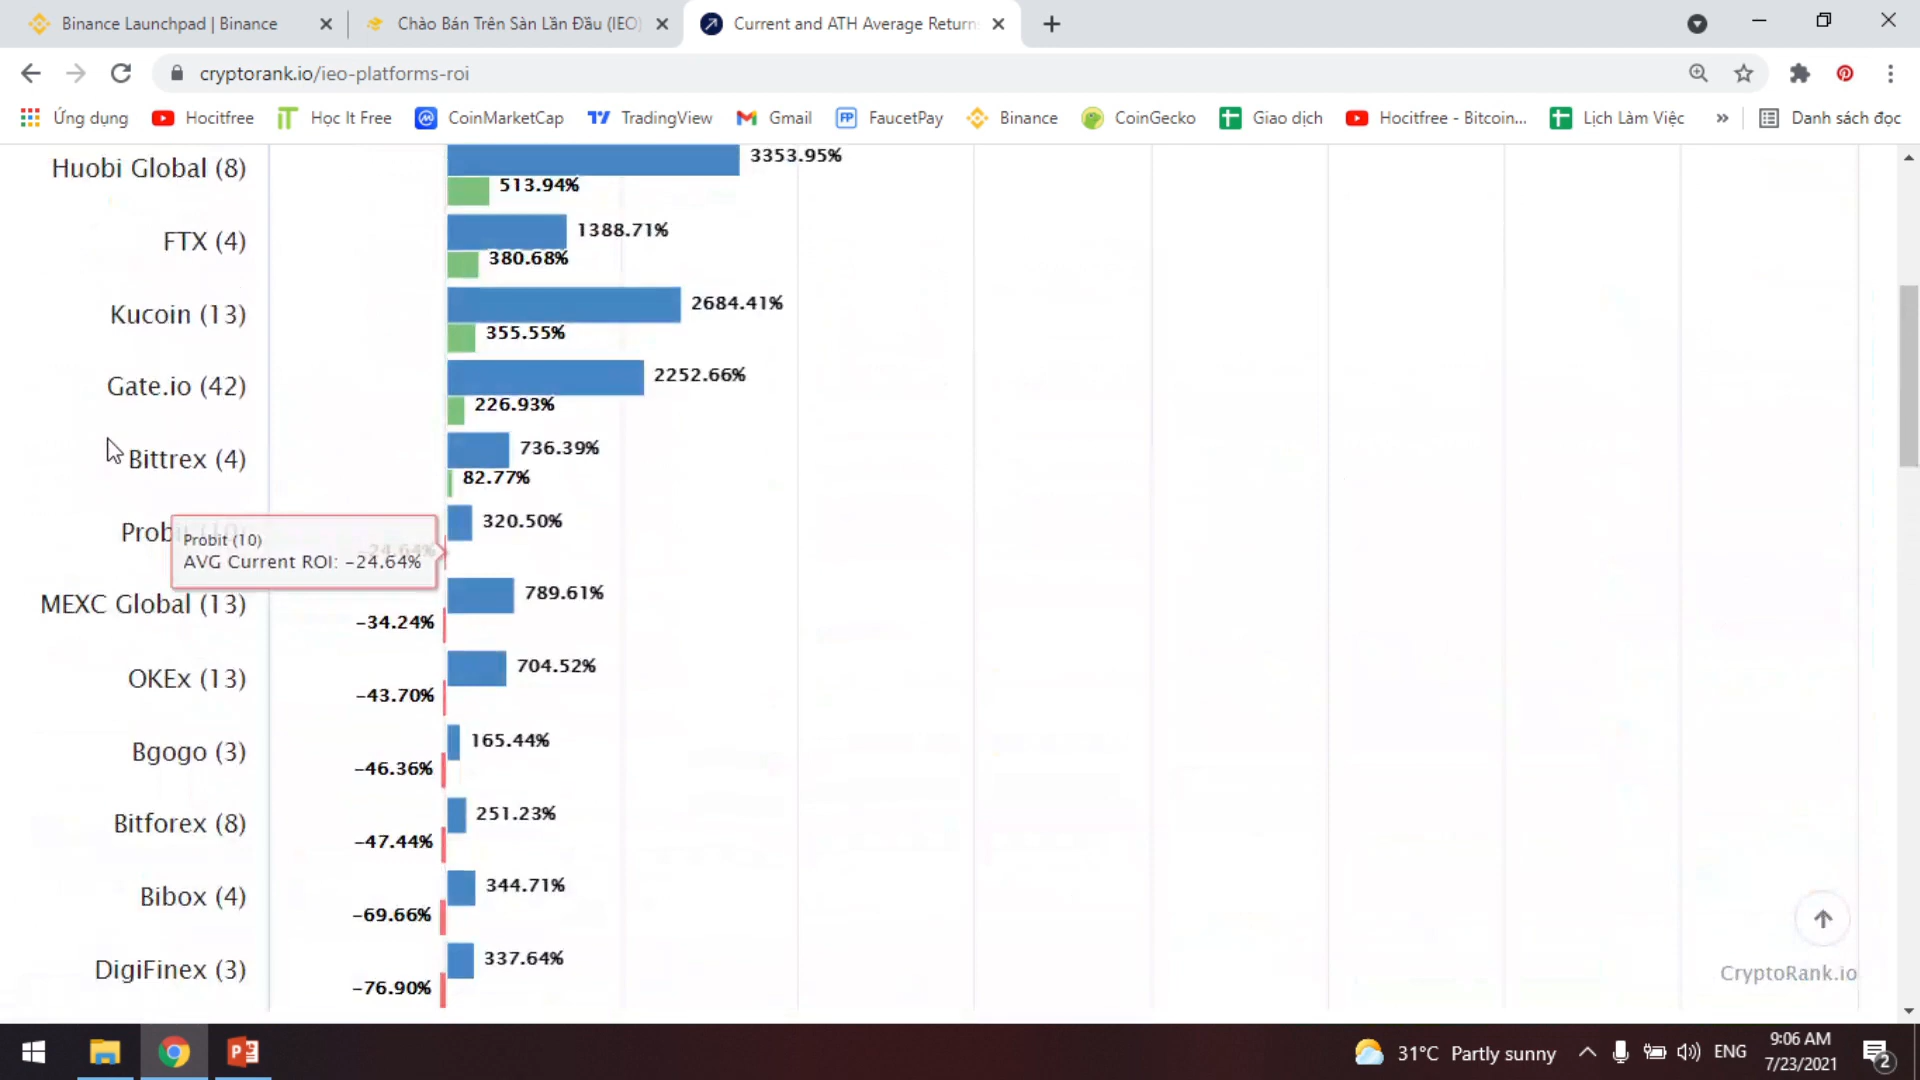 Binance Launchpad | Binance
Chào Bán Trên Sàn Lần Đầu (IEO)
Current and ATH Average Return
cryptorank.io/ieo-platforms-roi
Ứng dụng
Hocitfree
Học It Free
CoinMarketCap
TradingView
Gmail
FaucetPay
Binance
CoinGecko
Giao dịch
Hocitfree - Bitcoin...
Lịch Làm Việc
»
Danh sách đọc
Huobi Global (8)
3353.95%
513.94%
FTX (4)
1388.71%
380.68%
Kucoin (13)
2684.41%
355.55%
Gate.io (42)
2252.66%
226.93%
Bittrex (4)
736.39%
82.77%
Probit (10)
320.50%
-24.64%
Probit (10)
AVG Current ROI: -24.64%
MEXC Global (13)
789.61%
-34.24%
OKEx (13)
704.52%
-43.70%
Bgogo (3)
165.44%
-46.36%
Bitforex (8)
251.23%
-47.44%
Bibox (4)
344.71%
-69.66%
DigiFinex (3)
337.64%
-76.90%
CryptoRank.io
31°C Partly sunny
ENG
9:06 AM
7/23/2021
2